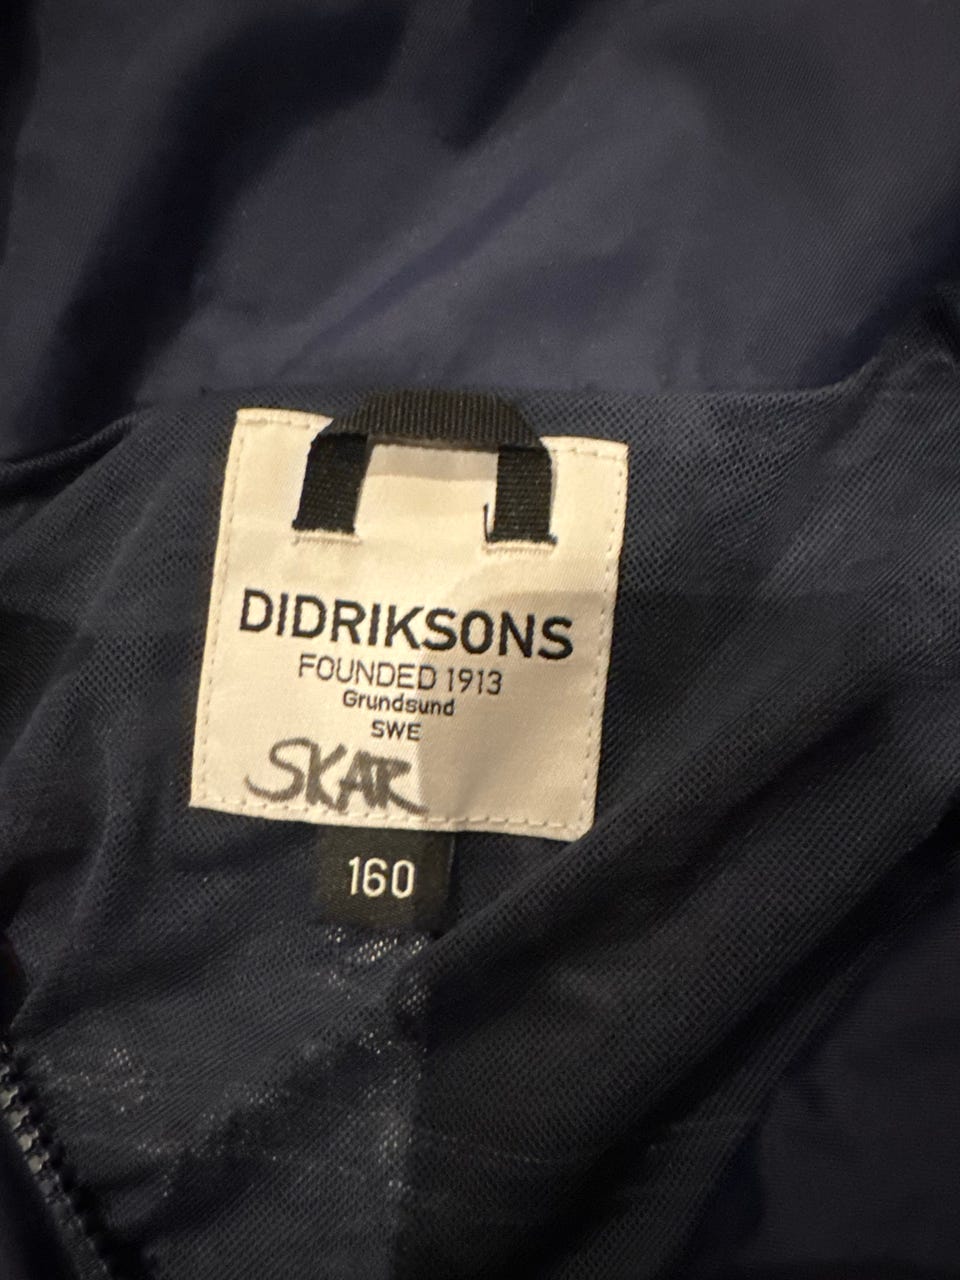 DIDRIKSONS
FOUNDED 1913
Grundsund
SWE
SKAR
160